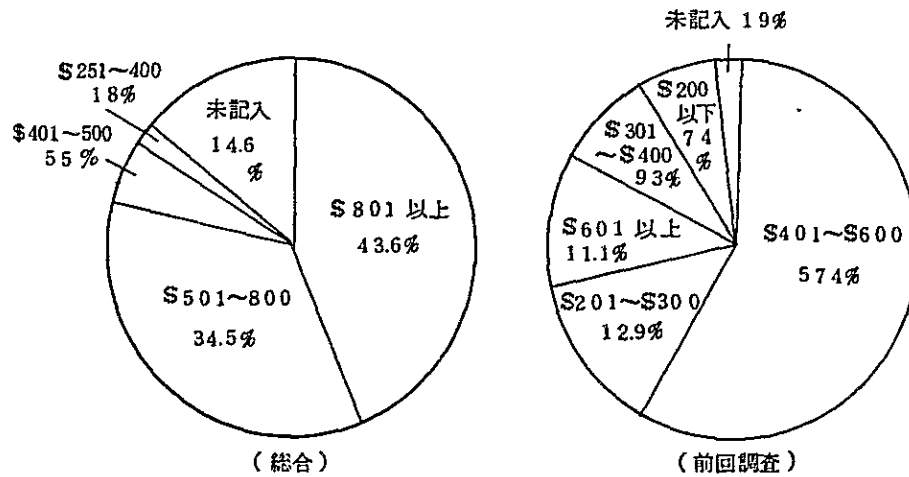 $251～400
18%
$401～500
55%
未記入
14.6
%
$801 以上
43.6%
$501～800
34.5%
(総合)
未記入 19%
$200
以下
74
%
$301
～$400
93%
$601 以上
11.1%
$201～$300
12.9%
$401～$600
574%
(前回調査)